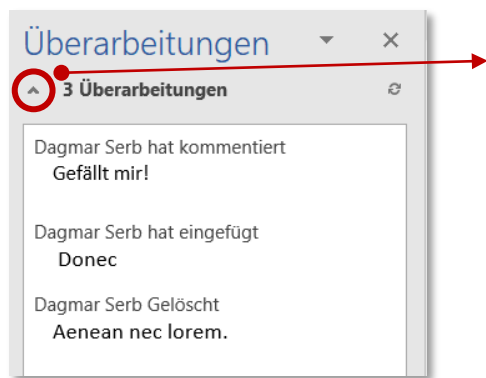 Überarbeitungen
3 Überarbeitungen
Dagmar Serb hat kommentiert
Gefällt mir!
Dagmar Serb hat eingefügt
Donec
Dagmar Serb Gelöscht
Aenean nec lorem.